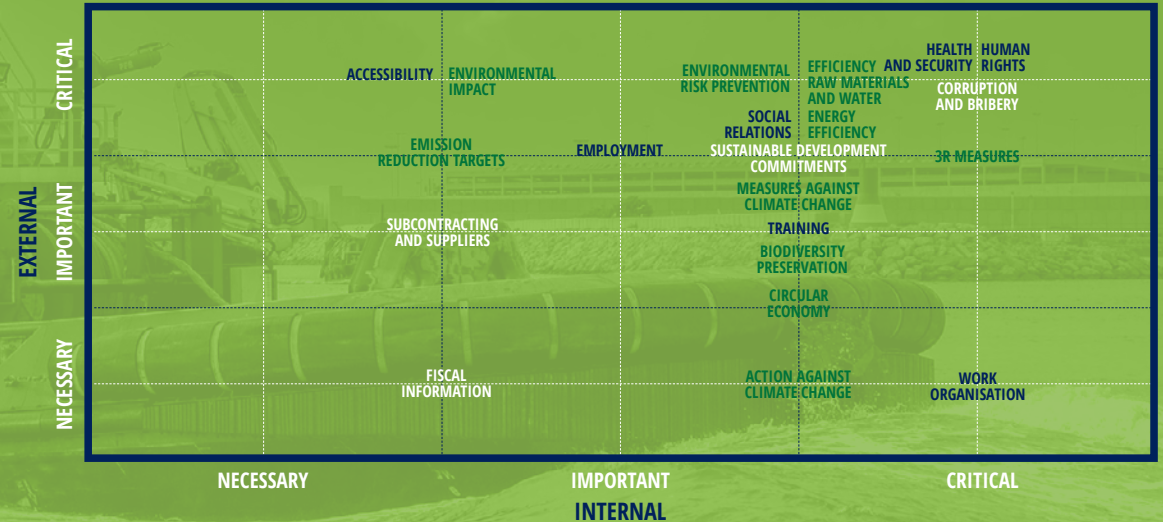 EXTERNAL
CRITICAL
IMPORTANT
NECESSARY
ACCESSIBILITY
ENVIRONMENTAL
IMPACT
ENVIRONMENTAL
RISK PREVENTION
EFFICIENCY
RAW MATERIALS
AND WATER
HEALTH
AND SECURITY
HUMAN
RIGHTS
CORRUPTION
AND BRIBERY
SOCIAL
RELATIONS
ENERGY
EFFICIENCY
EMISSION
REDUCTION TARGETS
EMPLOYMENT
SUSTAINABLE DEVELOPMENT
COMMITMENTS
3R MEASURES
MEASURES AGAINST
CLIMATE CHANGE
SUBCONTRACTING
AND SUPPLIERS
TRAINING
BIODIVERSITY
PRESERVATION
CIRCULAR
ECONOMY
FISCAL
INFORMATION
ACTION AGAINST
CLIMATE CHANGE
WORK
ORGANISATION
NECESSARY
IMPORTANT
CRITICAL
INTERNAL